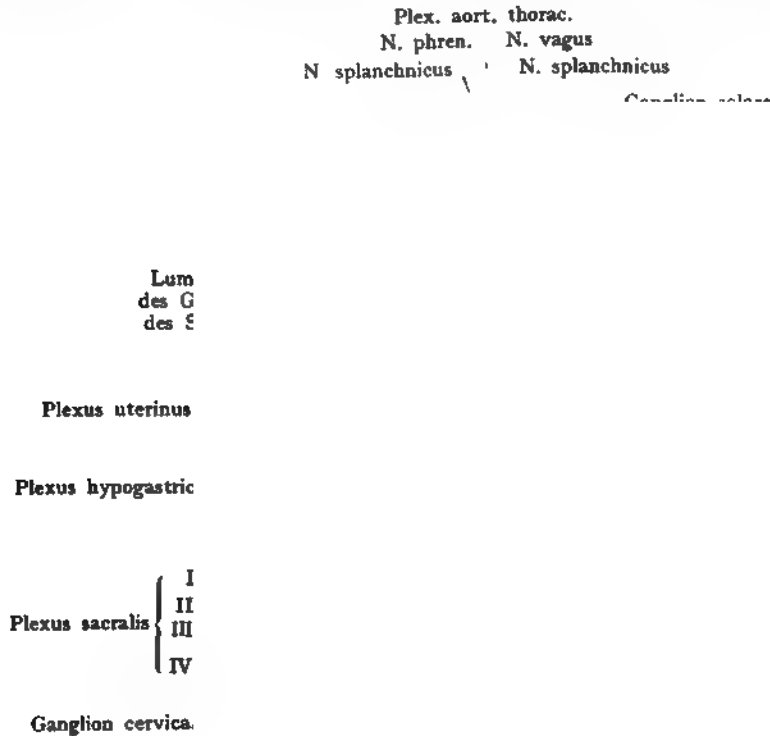 Plex. aort. thorac.
N. phren. N. vagus
N splanchnicus N. splanchnicus
Ganglion
Lum
des G
des S
Plexus uterinus
Plexus hypogastric
I
II
Plexus sacralis III
IV
Ganglion cervica